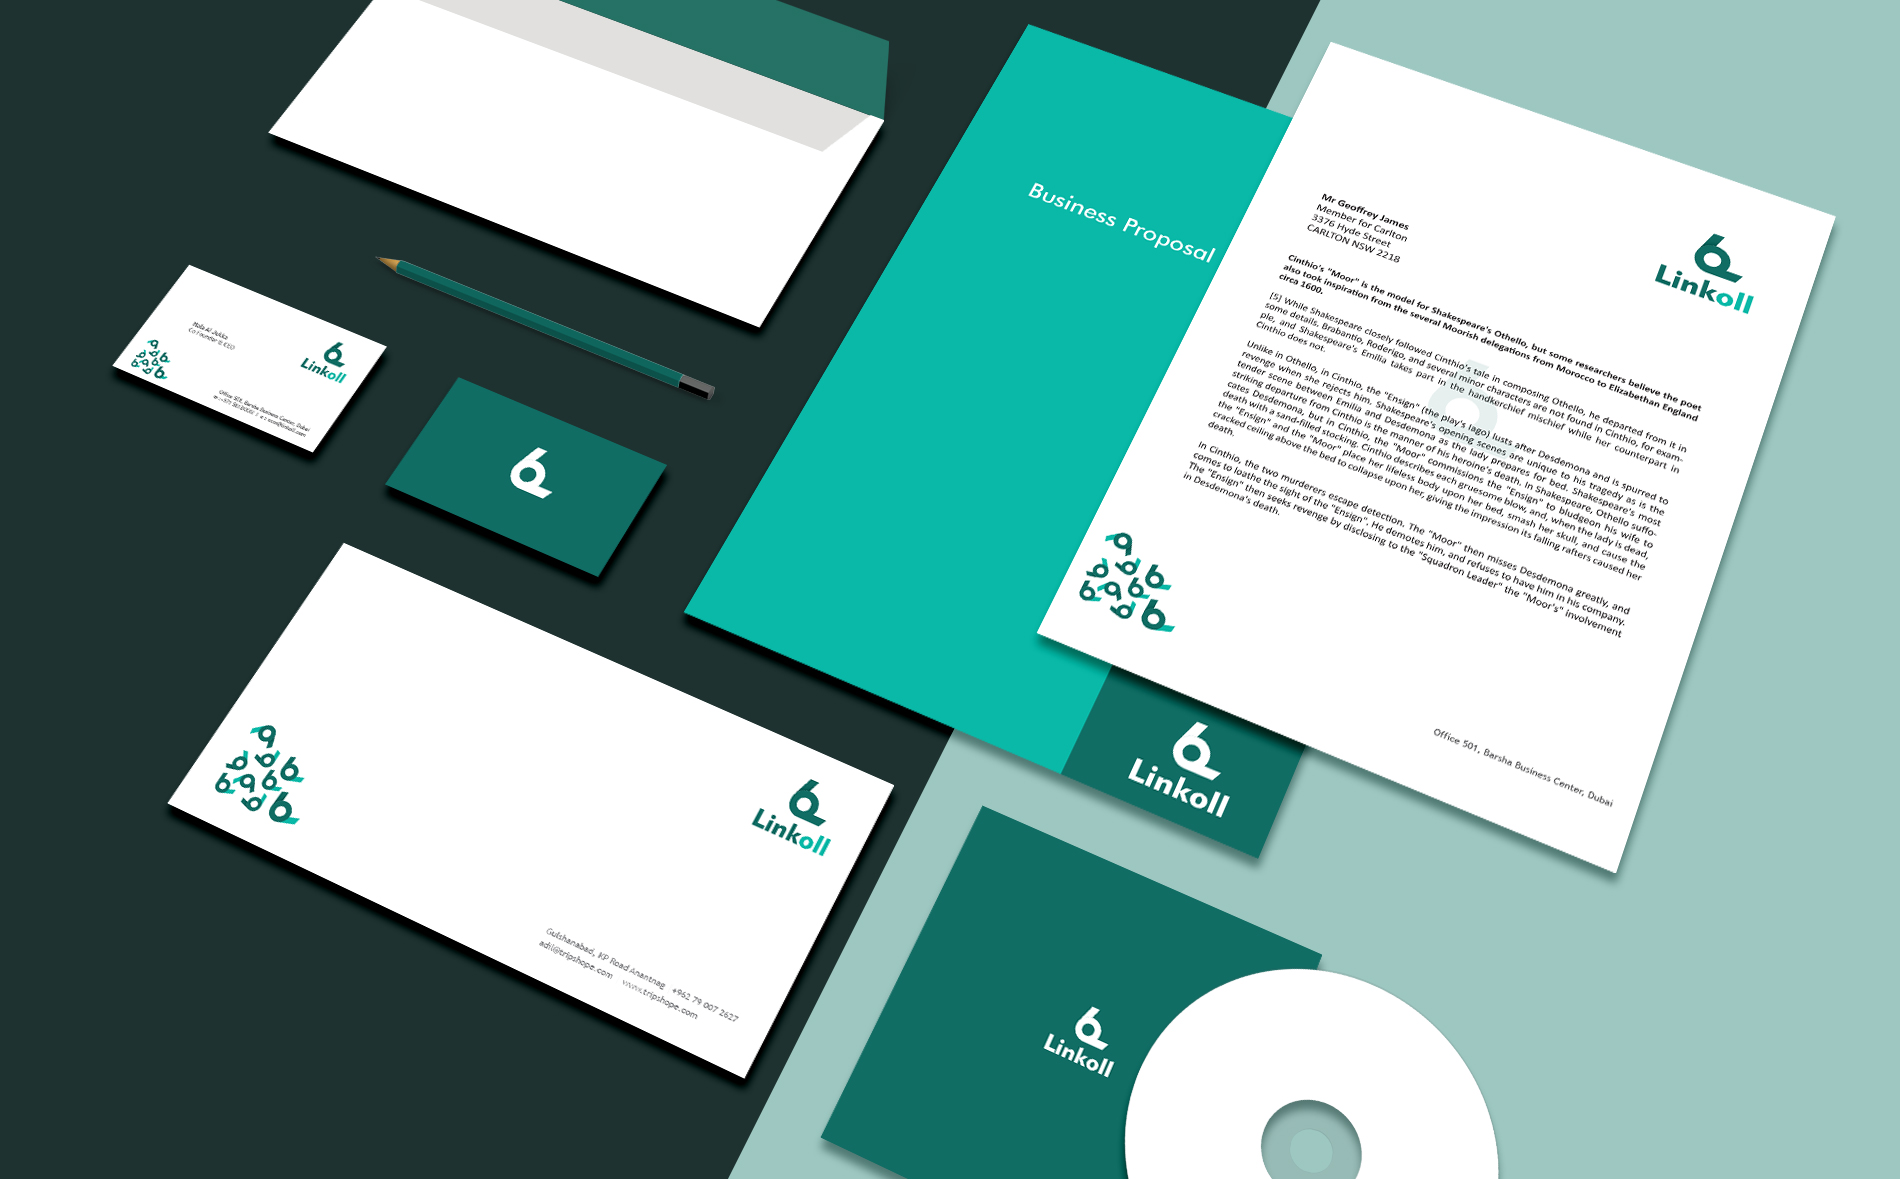 Business Proposal
Mr Geoffrey James
Member for Carlton
3376 Hyde Street
CARLTON NSW 2218
Linkoll
Cinthio's "Moor" is the model for Shakespeare's Othello, but some researchers believe the poet
also took inspiration from the several Moorish delegations from Morocco to Elizabethan England
circa 1600.
[5] While Shakespeare closely followed Cinthio's tale in composing Othello, he departed from it in
some details. Brabantio, Roderigo, and several minor characters are not found in Cinthio, for exam-
ple, and Shakespeare's Emilia takes part in the handkerchief mischief while her counterpart in
Cinthio does not.
Unlike in Othello, in Cinthio, the "Ensign" (the play's Iago) lusts after Desdemona and is spurred to
revenge when she rejects him. Shakespeare's opening scenes are unique to his tragedy as is the
tender scene between Emilia and Desdemona as the lady prepares for bed. Shakespeare's most
striking departure from Cinthio is the manner of his heroine's death. In Shakespeare, Othello suffo-
cates Desdemona, but in Cinthio, the "Moor" commissions the "Ensign" to bludgeon his wife to
death with a sand-filled stocking. Cinthio describes each gruesome blow, and, when the lady is dead,
the "Ensign" and the "Moor" place her lifeless body upon her bed, smash her skull, and cause the
cracked ceiling above the bed to collapse upon her, giving the impression its falling rafters caused her
death.
In Cinthio, the two murderers escape detection. The "Moor" then misses Desdemona greatly, and
comes to loathe the sight of the "Ensign". He demotes him, and refuses to have him in his company.
The "Ensign" then seeks revenge by disclosing to the "Squadron Leader" the "Moor's" involvement
in Desdemona's death.
Office 501, Barsha Business Center, Dubai
Linkoll
Co Founder & CEO
Linkoll
Office 501, Barsha Business Center, Dubai
Linkoll
Gulshanabad, KP Road Anantnag +962 79 007 2627
adil@tripshope.com www.tripshope.com
Linkoll